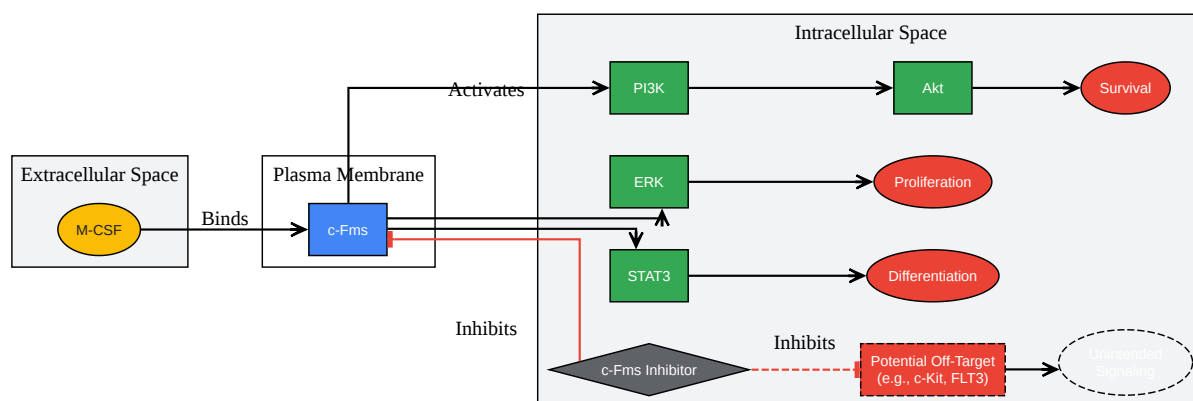 Intracellular Space
Activates
PI3K
Akt
Survival
Extracellular Space
Plasma Membrane
ERK
Proliferation
M-CSF
Binds
c-Fms
STAT3
Differentiation
Inhibits
Inhibits
c-Fms Inhibitor
Potential Off-Target
(e.g., c-Kit, FLT3)
Unintended
Signaling